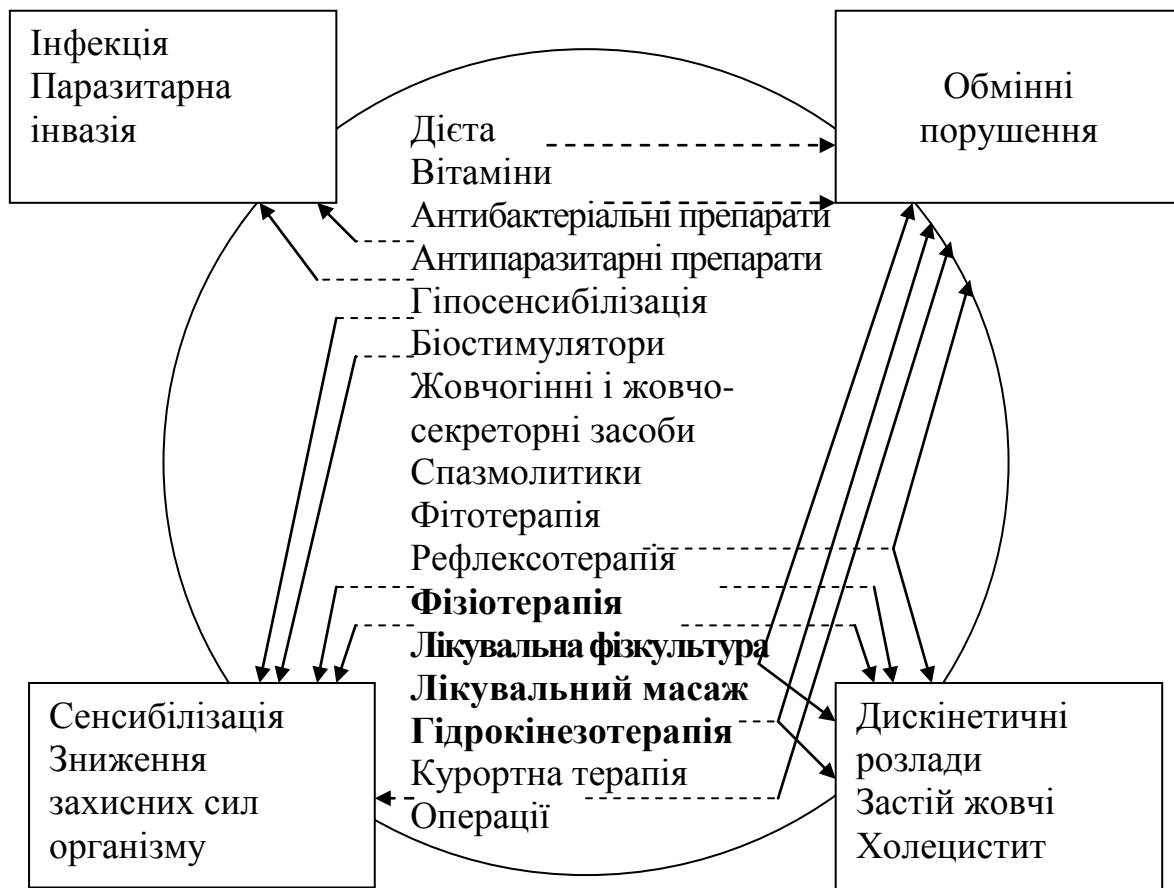 Інфекція
Паразитарна
інвазія
Обмінні
порушення
Дієта
Вітаміни
Антибактеріальні препарати
Антипаразитарні препарати
Гіпосенсибілізація
Біостимулятори
Жовчогінні і жовчо-
секреторні засоби
Спазмолитики
Фітотерапія
Рефлексотерапія
Фізіотерапія
Лікувальна фізкультура
Лікувальний масаж
Гідрокінезотерапія
Курортна терапія
Операції
Сенсибілізація
Зниження
захисних сил
організму
Дискінетичні
розлади
Застій жовчі
Холецистит